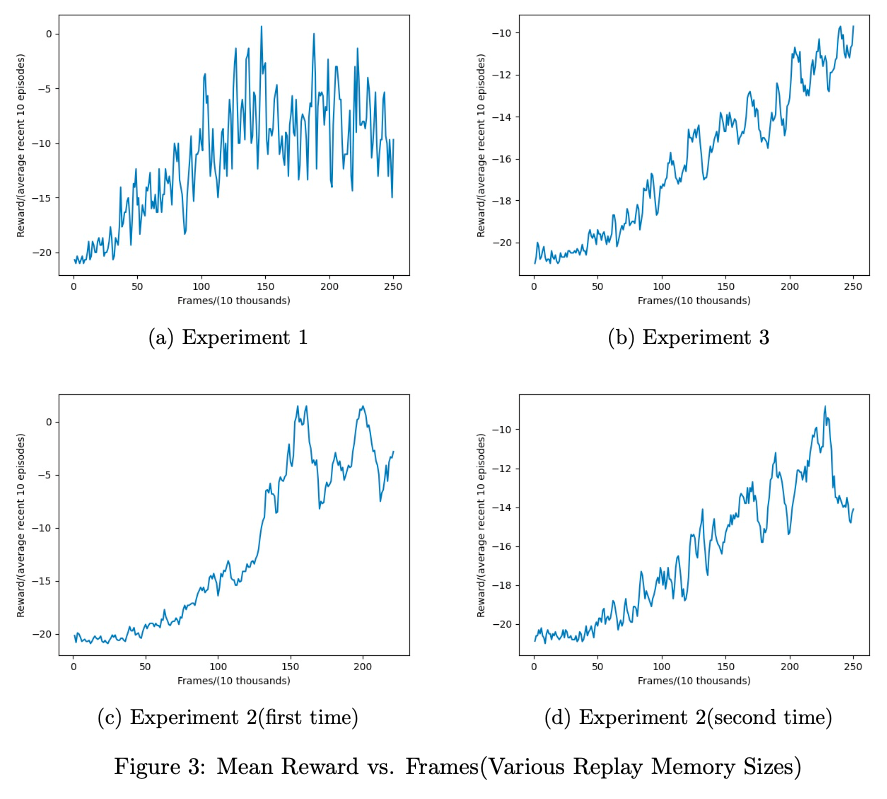 0
−5
−10
−15
−20
Reward/(average recent 10 episodes)
0 50 100 150 200 250
Frames/(10 thousands)
(a) Experiment 1
−10
−12
−14
−16
−18
−20
Reward/(average recent 10 episodes)
0 50 100 150 200 250
Frames/(10 thousands)
(b) Experiment 3
0
−5
−10
−15
−20
Reward/(average recent 10 episodes)
0 50 100 150 200
Frames/(10 thousands)
(c) Experiment 2(first time)
−10
−12
−14
−16
−18
−20
Reward/(average recent 10 episodes)
0 50 100 150 200 250
Frames/(10 thousands)
(d) Experiment 2(second time)
Figure 3: Mean Reward vs. Frames(Various Replay Memory Sizes)